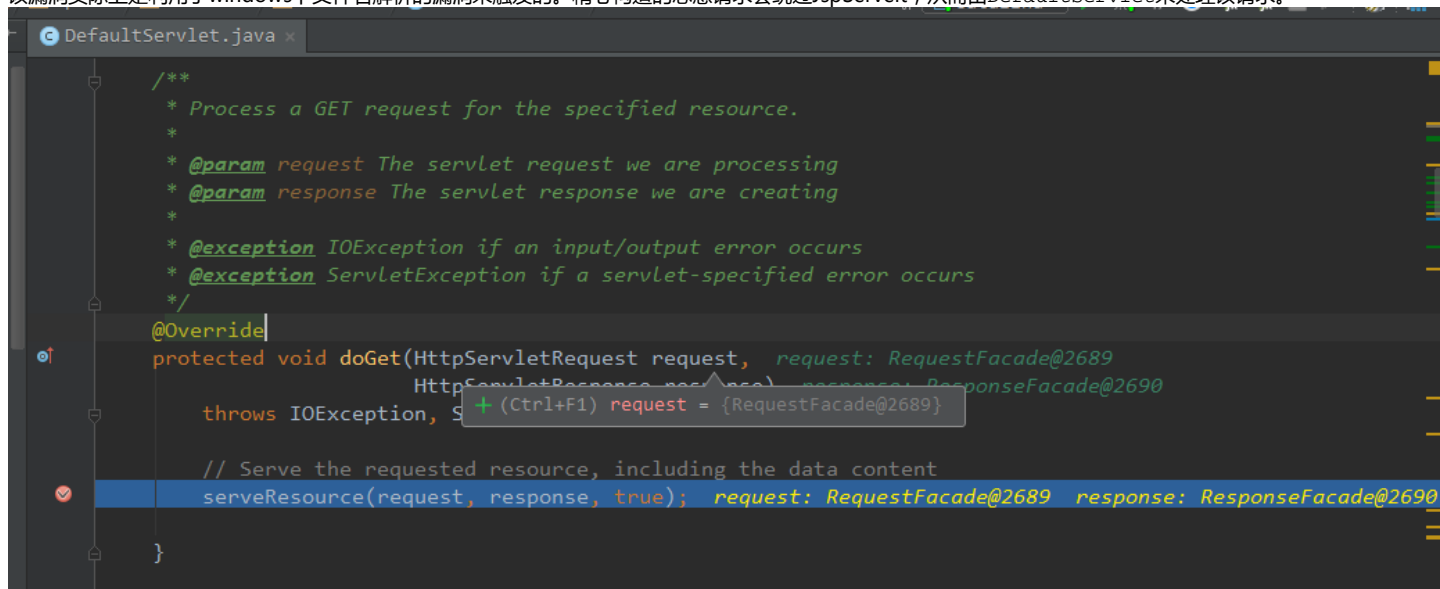 DefaultServlet.java ×
/**
* Process a GET request for the specified resource.
*
* @param request The servlet request we are processing
* @param response The servlet response we are creating
*
* @exception IOException if an input/output error occurs
* @exception ServletException if a servlet-specified error occurs
*/
@Override
protected void doGet(HttpServletRequest request, request: RequestFacade@2689
HttpServletResponse response) response: ResponseFacade@2690
+ (Ctrl+F1) request = {RequestFacade@2689}
throws IOException, S
// Serve the requested resource, including the data content
serveResource(request, response, true); request: RequestFacade@2689 response: ResponseFacade@2690
}